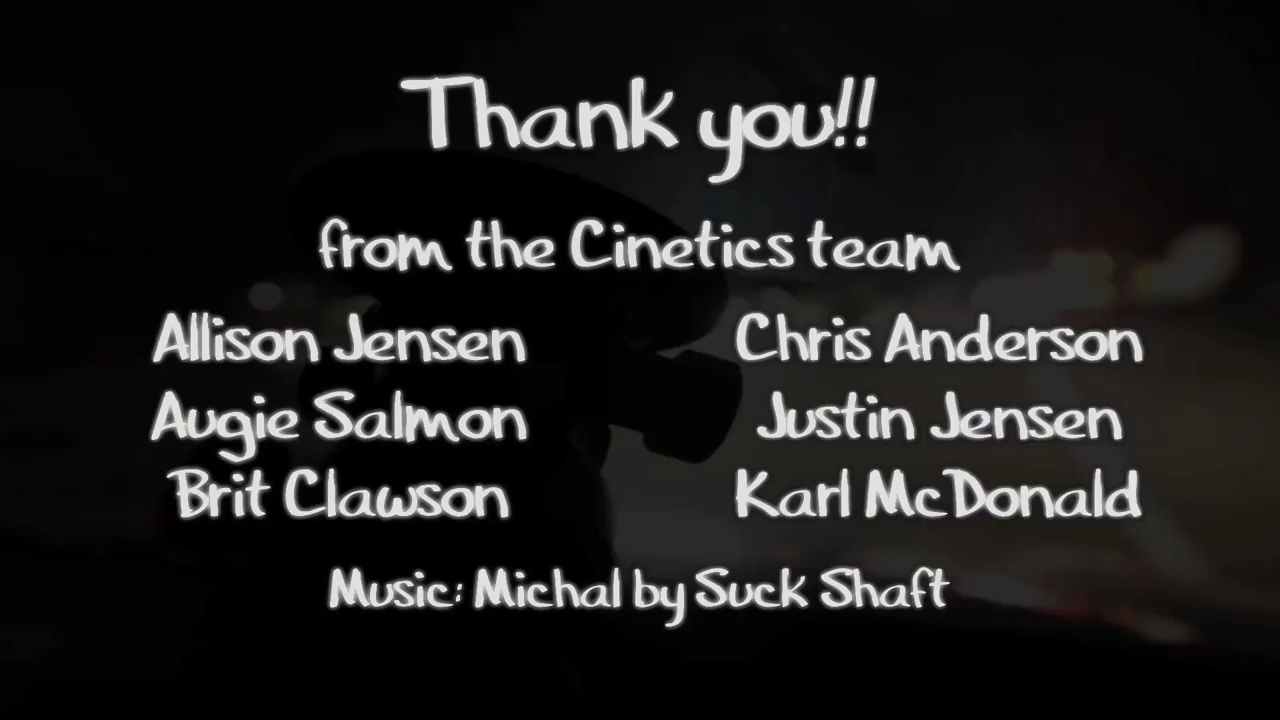 Thank you!!
from the Cinetics team
Allison Jensen Chris Anderson
Augie Salmon Justin Jensen
Brit Clawson Karl McDonald
Music: Michal by Suck Shaft